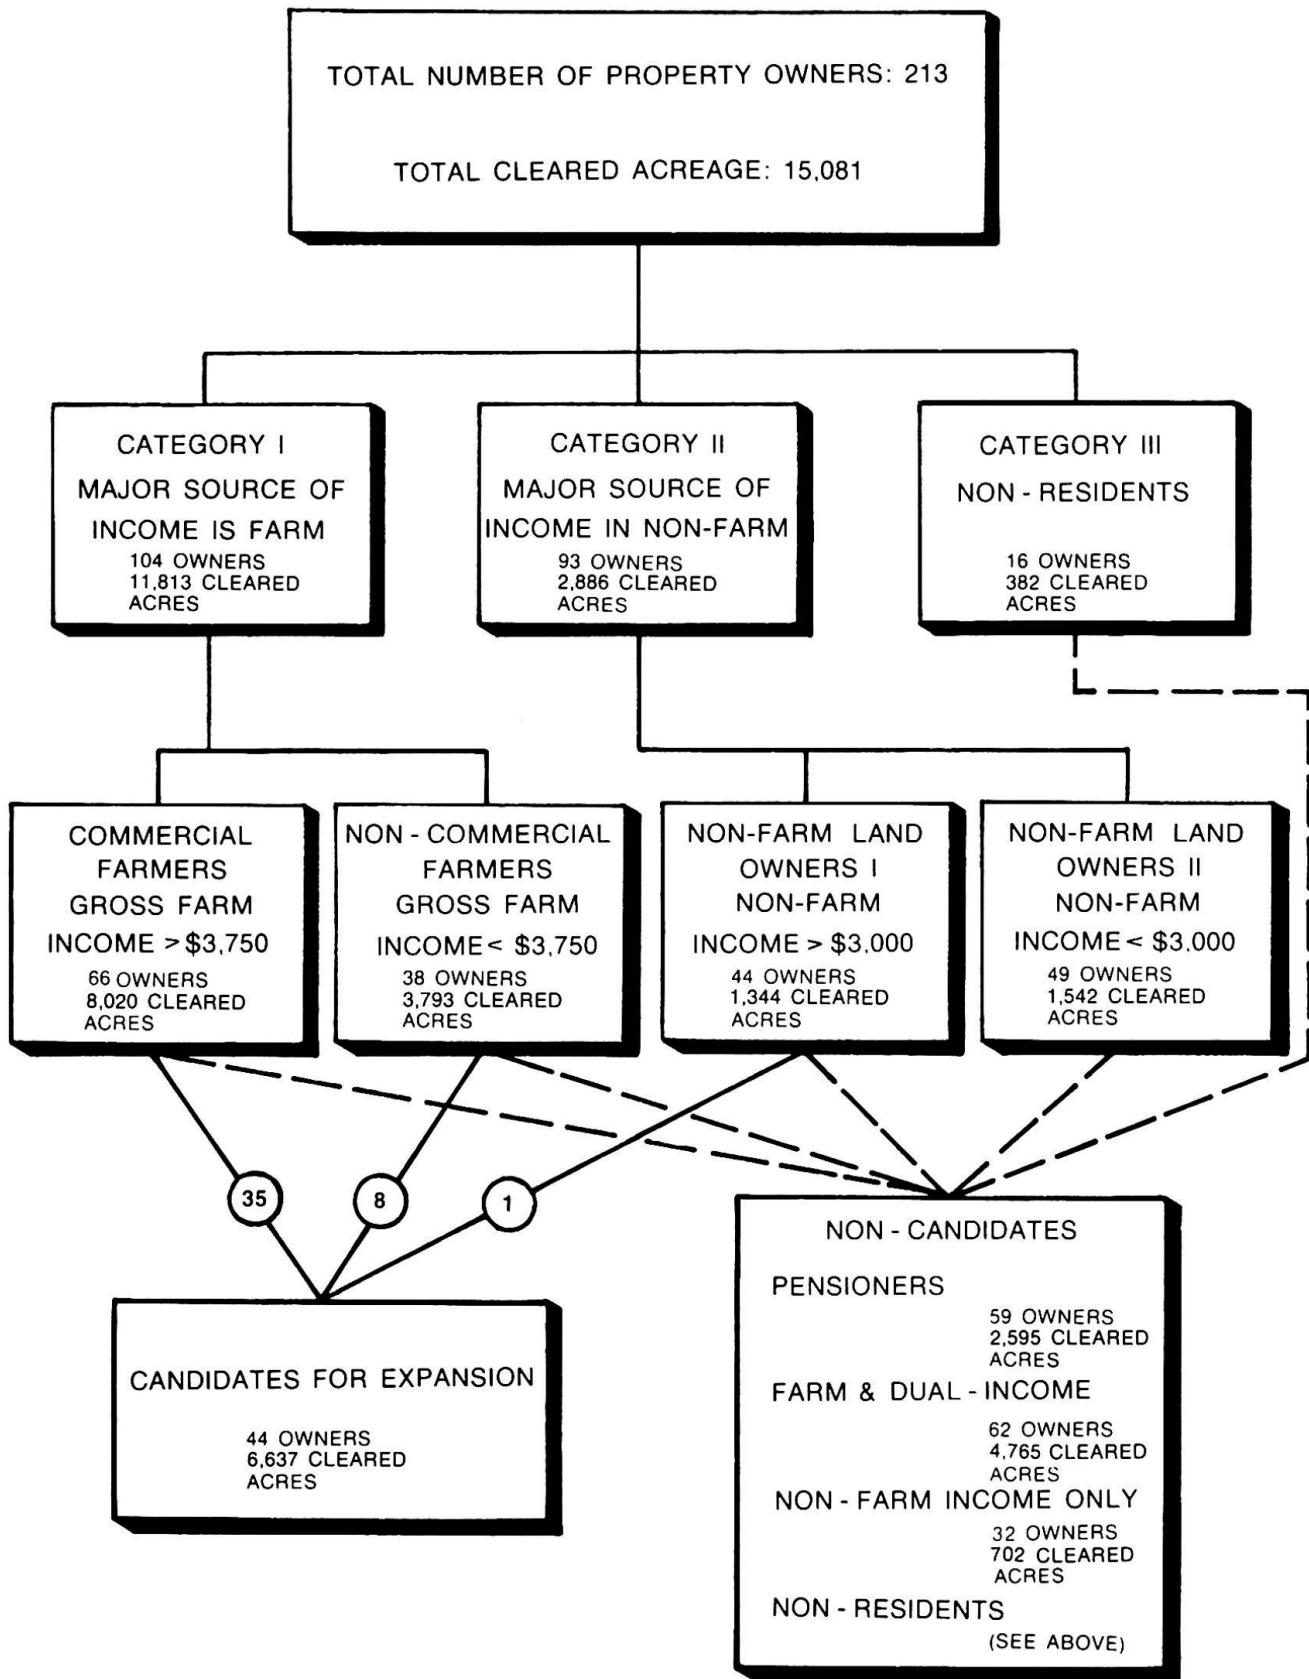 TOTAL NUMBER OF PROPERTY OWNERS: 213
TOTAL CLEARED ACREAGE: 15,081
CATEGORY I
MAJOR SOURCE OF
INCOME IS FARM
104 OWNERS
11,813 CLEARED
ACRES
CATEGORY II
MAJOR SOURCE OF
INCOME IN NON-FARM
93 OWNERS
2,886 CLEARED
ACRES
CATEGORY III
NON - RESIDENTS
16 OWNERS
382 CLEARED
ACRES
COMMERCIAL
FARMERS
GROSS FARM
INCOME > $3,750
66 OWNERS
8,020 CLEARED
ACRES
NON - COMMERCIAL
FARMERS
GROSS FARM
INCOME < $3,750
38 OWNERS
3,793 CLEARED
ACRES
NON-FARM LAND
OWNERS I
NON-FARM
INCOME > $3,000
44 OWNERS
1,344 CLEARED
ACRES
NON-FARM LAND
OWNERS II
NON-FARM
INCOME < $3,000
49 OWNERS
1,542 CLEARED
ACRES
35
8
1
CANDIDATES FOR EXPANSION
44 OWNERS
6,637 CLEARED
ACRES
NON - CANDIDATES
PENSIONERS
59 OWNERS
2,595 CLEARED
ACRES
FARM & DUAL - INCOME
62 OWNERS
4,765 CLEARED
ACRES
NON - FARM INCOME ONLY
32 OWNERS
702 CLEARED
ACRES
NON - RESIDENTS
(SEE ABOVE)